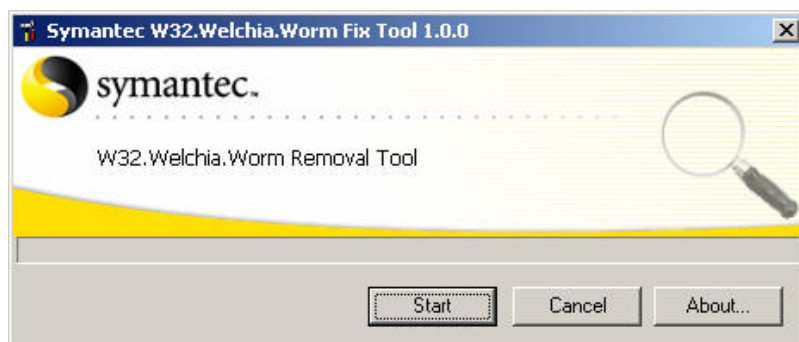 Symantec W32.Welchia.Worm Fix Tool 1.0.0
symantec.
W32.Welchia.Worm Removal Tool
Start Cancel About...